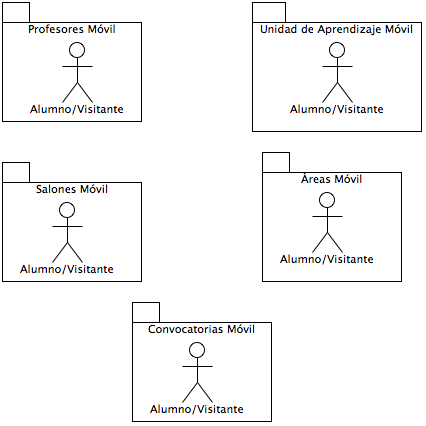 Profesores Móvil
Alumno/Visitante
Unidad de Aprendizaje Móvil
Alumno/Visitante
Salones Móvil
Alumno/Visitante
Áreas Móvil
Alumno/Visitante
Convocatorias Móvil
Alumno/Visitante